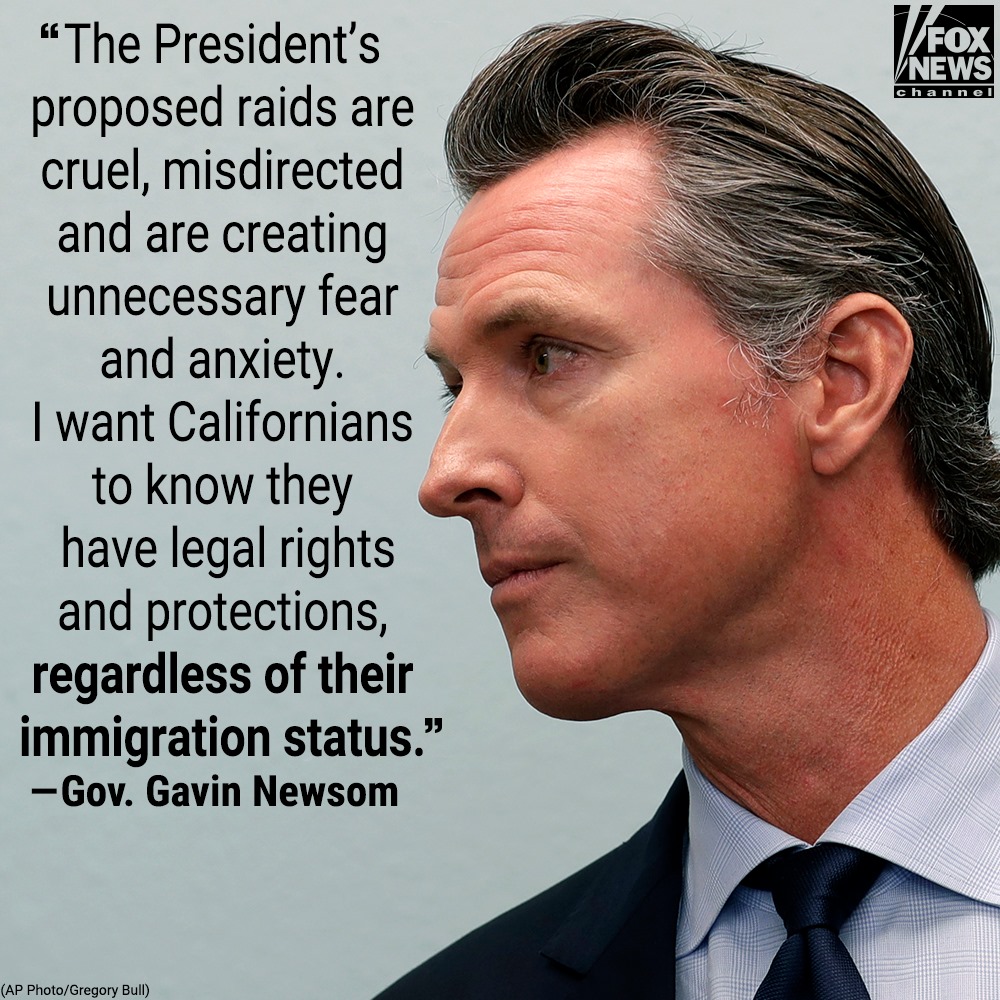 “The President’s
proposed raids are
cruel, misdirected
and are creating
unnecessary fear
and anxiety.
I want Californians
to know they
have legal rights
and protections,
regardless of their
immigration status.”
—Gov. Gavin Newsom
FOX
NEWS
channel
(AP Photo/Gregory Bull)